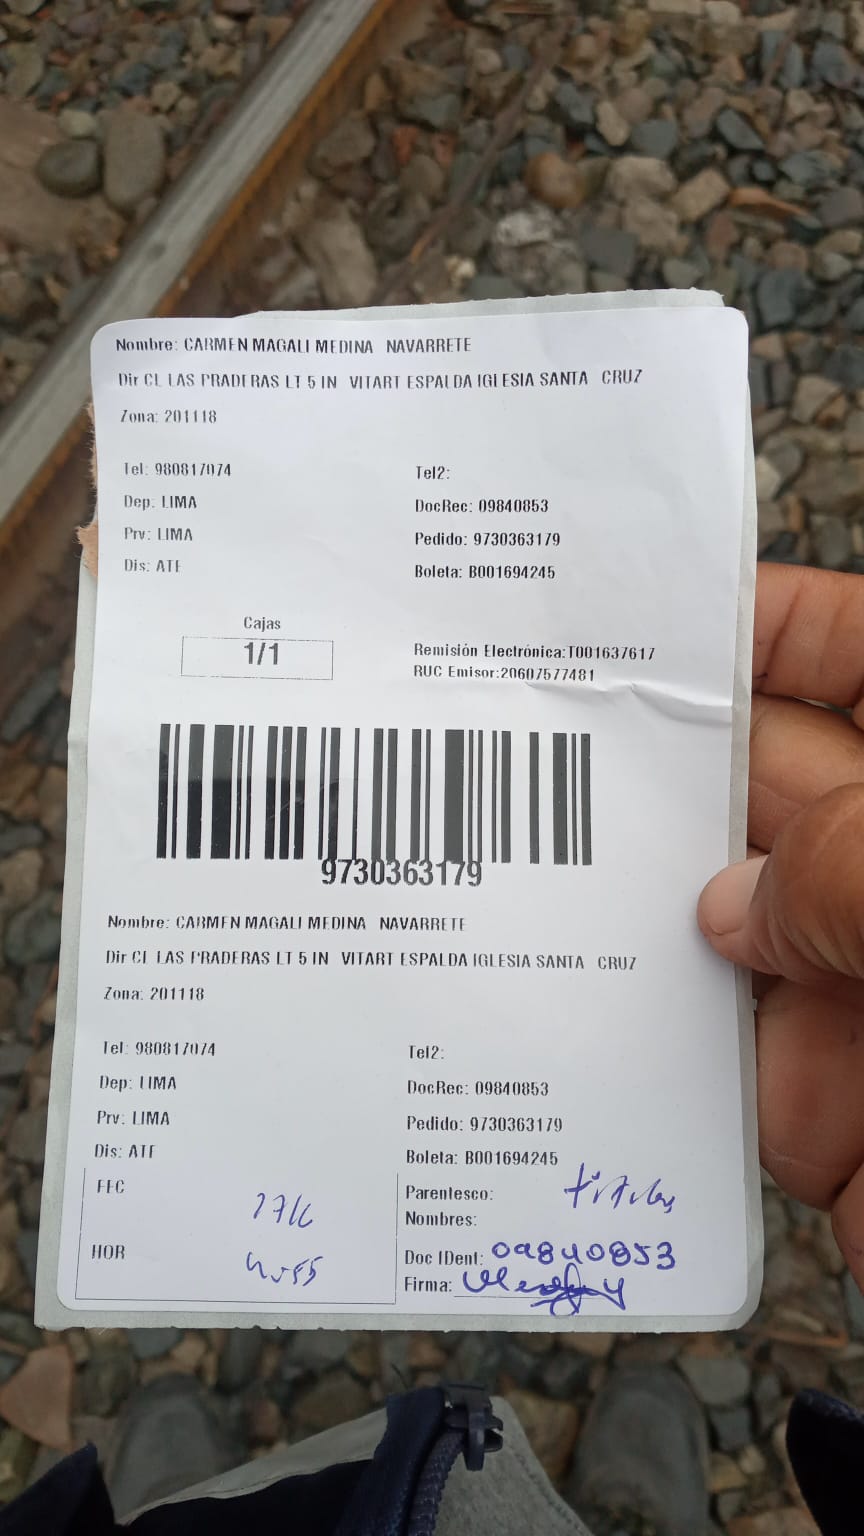 Nombre: CARMEN MAGALI MEDINA NAVARRETE
Dir CL LAS PRADERAS LT 5 IN VITART ESPALDA IGLESIA SANTA CRUZ
Zona: 201118
Tel: 980817074 Tel2:
Dep: LIMA DocRec: 09840853
Prv: LIMA Pedido: 9730363179
Dis: ATE Boleta: B001694245
Cajas
1/1
Remisión Electrónica:T001637617
RUC Emisor:20607577481
9730363179
Nombre: CARMEN MAGALI MEDINA NAVARRETE
Dir CL LAS PRADERAS LT 5 IN VITART ESPALDA IGLESIA SANTA CRUZ
Zona: 201118
Tel: 980817074 Tel2:
Dep: LIMA DocRec: 09840853
Prv: LIMA Pedido: 9730363179
Dis: ATE Boleta: B001694245
FEC Parentesco: titular
Nombres:
HOR Doc IDent: 09840853
Firma: